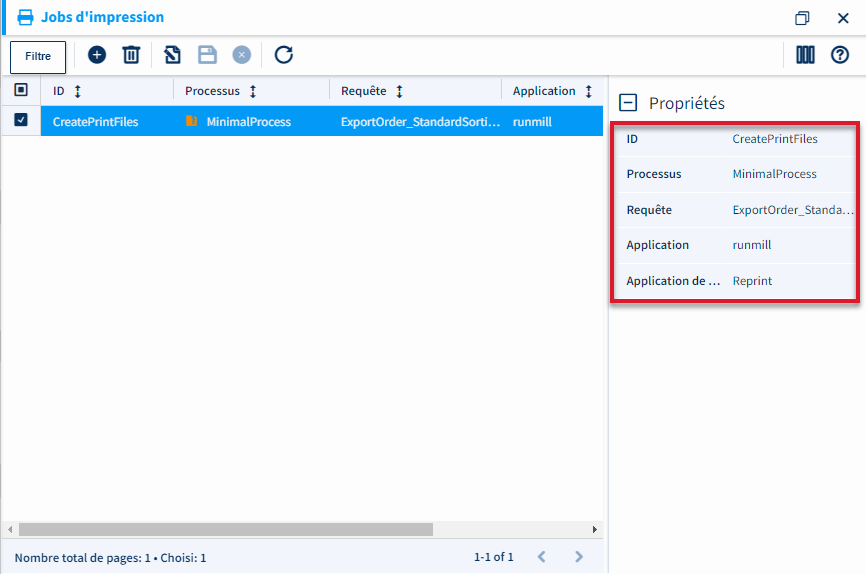 Jobs d'impression
Filtre
ID Processus Requête Application
CreatePrintFiles MinimalProcess ExportOrder_StandardSorti... runmill
Propriétés
ID CreatePrintFiles
Processus MinimalProcess
Requête ExportOrder_Standa...
Application runmill
Application de ... Reprint
Nombre total de pages: 1 • Choisi: 1 1-1 of 1